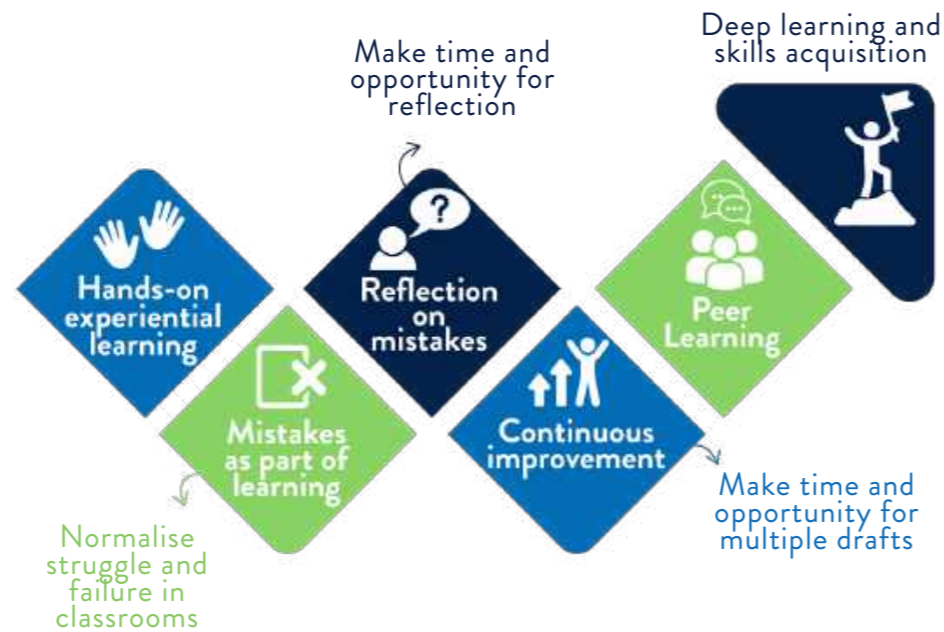 Hands-on
experiential
learning
Mistakes
as part of
learning
Normalise
struggle and
failure in
classrooms
Make time and
opportunity for
reflection
?
Reflection
on
mistakes
Continuous
improvement
Make time and
opportunity for
multiple drafts
Peer
Learning
Deep learning and
skills acquisition